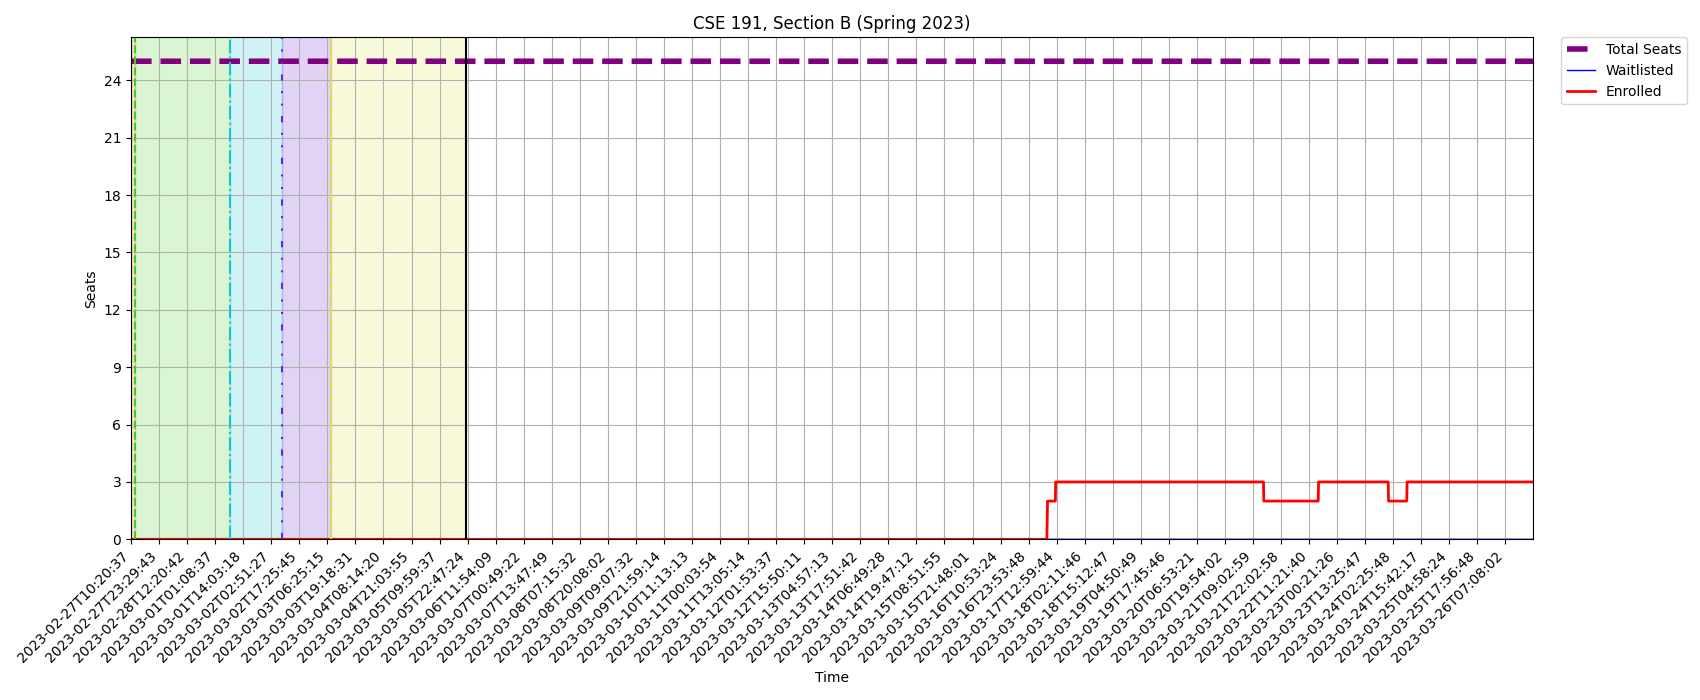 CSE 191, Section B (Spring 2023)
Total Seats
Waitlisted
Enrolled
Seats
24
21
18
15
12
9
6
3
0
2023-02-27T10:20:37
2023-02-27T23:29:43
2023-02-28T12:20:42
2023-03-01T01:08:37
2023-03-01T14:03:18
2023-03-02T02:51:27
2023-03-02T17:25:45
2023-03-03T06:25:15
2023-03-03T19:18:31
2023-03-04T08:14:20
2023-03-04T21:03:55
2023-03-05T09:59:37
2023-03-05T22:47:24
2023-03-06T11:54:09
2023-03-07T00:49:22
2023-03-07T13:47:49
2023-03-08T07:15:32
2023-03-08T20:08:02
2023-03-09T09:07:32
2023-03-09T21:59:14
2023-03-10T11:13:13
2023-03-11T00:03:54
2023-03-11T13:05:14
2023-03-12T01:53:37
2023-03-12T15:50:11
2023-03-13T04:57:13
2023-03-13T17:51:42
2023-03-14T06:49:28
2023-03-14T19:47:12
2023-03-15T08:51:55
2023-03-15T21:48:01
2023-03-16T10:53:24
2023-03-16T23:53:48
2023-03-17T12:59:44
2023-03-18T02:11:46
2023-03-18T15:12:47
2023-03-19T04:50:49
2023-03-19T17:45:46
2023-03-20T06:53:21
2023-03-20T19:54:02
2023-03-21T09:02:59
2023-03-21T22:02:58
2023-03-22T11:21:40
2023-03-23T00:21:26
2023-03-23T13:25:47
2023-03-24T02:25:48
2023-03-24T15:42:17
2023-03-25T04:58:24
2023-03-25T17:56:48
2023-03-26T07:08:02
Time